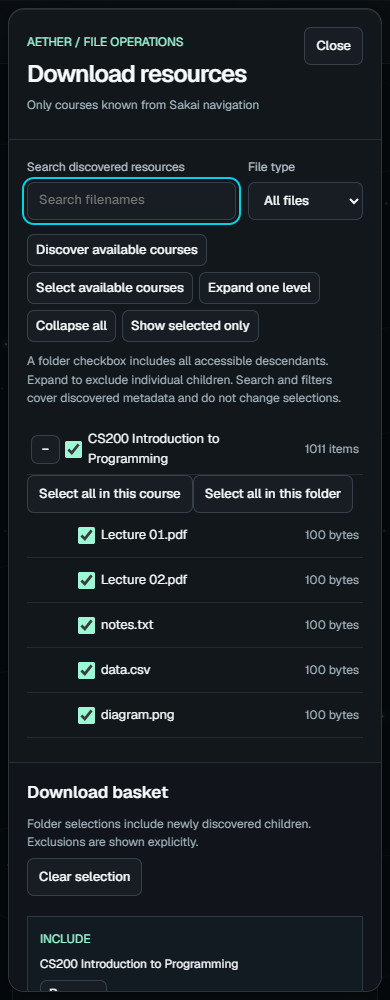 AETHER / FILE OPERATIONS
Close
Download resources
Only courses known from Sakai navigation
Search discovered resources
File type
Search filenames
All files
Discover available courses
Select available courses
Expand one level
Collapse all
Show selected only
A folder checkbox includes all accessible descendants.
Expand to exclude individual children. Search and filters
cover discovered metadata and do not change selections.
CS200 Introduction to
Programming
1011 items
Select all in this course
Select all in this folder
Lecture 01.pdf
100 bytes
Lecture 02.pdf
100 bytes
notes.txt
100 bytes
data.csv
100 bytes
diagram.png
100 bytes
Download basket
Folder selections include newly discovered children.
Exclusions are shown explicitly.
Clear selection
INCLUDE
CS200 Introduction to Programming